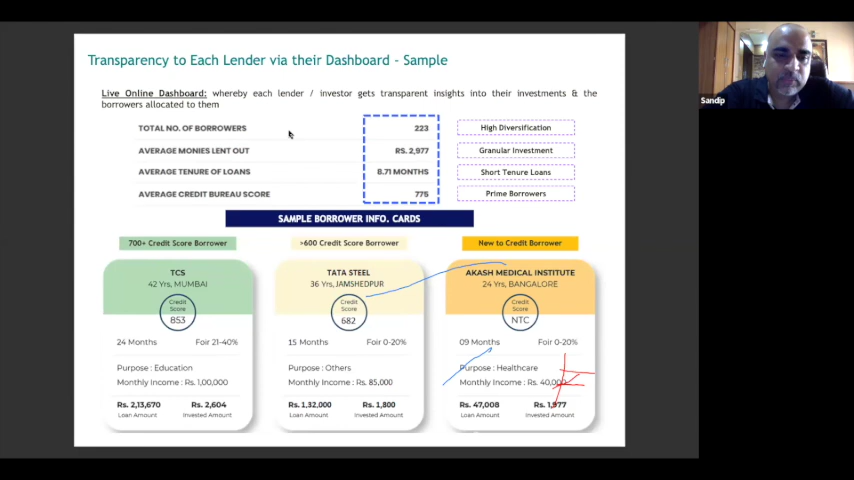 Transparency to Each Lender via their Dashboard - Sample
Live Online Dashboard: whereby each lender / investor gets transparent insights into their investments & the
borrowers allocated to them
TOTAL NO. OF BORROWERS 223 High Diversification
AVERAGE MONIES LENT OUT RS. 2,977 Granular Investment
AVERAGE TENURE OF LOANS 8.71 MONTHS Short Tenure Loans
AVERAGE CREDIT BUREAU SCORE 775 Prime Borrowers
SAMPLE BORROWER INFO. CARDS
700+ Credit Score Borrower
TCS
42 Yrs, MUMBAI
Credit
Score
853
24 Months Foir 21-40%
Purpose : Education
Monthly Income : Rs. 1,00,000
Rs. 2,13,670 Rs. 2,604
Loan Amount Invested Amount
>600 Credit Score Borrower
TATA STEEL
36 Yrs, JAMSHEDPUR
Credit
Score
682
15 Months Foir 0-20%
Purpose : Others
Monthly Income : Rs. 85,000
Rs. 1,32,000 Rs. 1,800
Loan Amount Invested Amount
New to Credit Borrower
AKASH MEDICAL INSTITUTE
24 Yrs, BANGALORE
Credit
Score
NTC
09 Months Foir 0-20%
Purpose : Healthcare
Monthly Income : Rs. 40,000
Rs. 47,008 Rs. 1,977
Loan Amount Invested Amount
Sandip